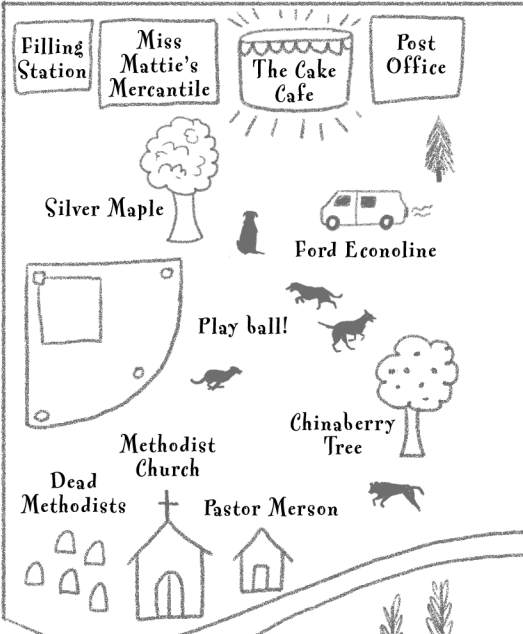 Filling
Station
Miss
Mattie's
Mercantile
The Cake
Cafe
Post
Office
Silver Maple
Ford Econoline
Play ball!
Chinaberry
Tree
Methodist
Church
Dead
Methodists
Pastor Merson